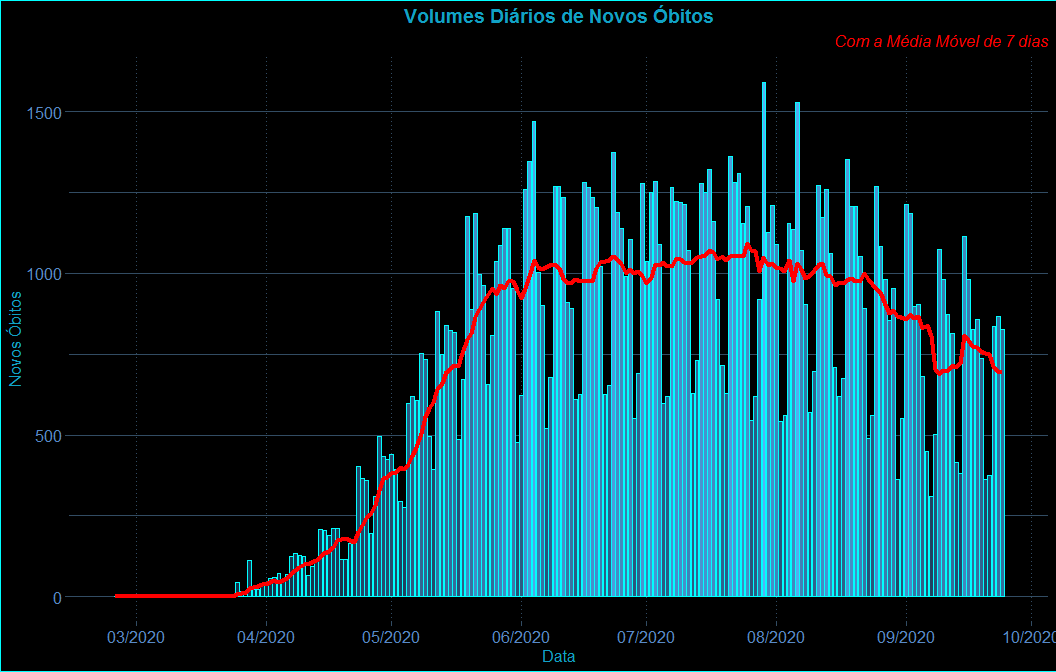 Volumes Diários de Novos Óbitos
Com a Média Móvel de 7 dias
1500
1000
500
0
Novos Óbitos
03/2020 04/2020 05/2020 06/2020 07/2020 08/2020 09/2020 10/202
Data